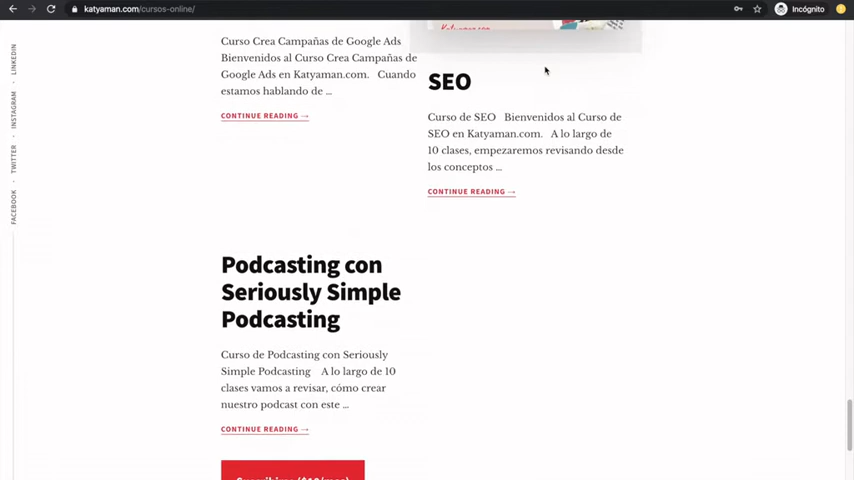 katyaman.com/cursos-online/
Incógnito
LINKEDIN
INSTAGRAM
TWITTER
FACEBOOK
Curso Crea Campañas de Google Ads
Bienvenidos al Curso Crea Campañas de
Google Ads en Katyaman.com. Cuando
estamos hablando de ...
CONTINUE READING →
SEO
Curso de SEO Bienvenidos al Curso de
SEO en Katyaman.com. A lo largo de
10 clases, empezaremos revisando desde
los conceptos ...
CONTINUE READING →
Podcasting con
Seriously Simple
Podcasting
Curso de Podcasting con Seriously
Simple Podcasting A lo largo de 10
clases vamos a revisar, cómo crear
nuestro podcast con este ...
CONTINUE READING →